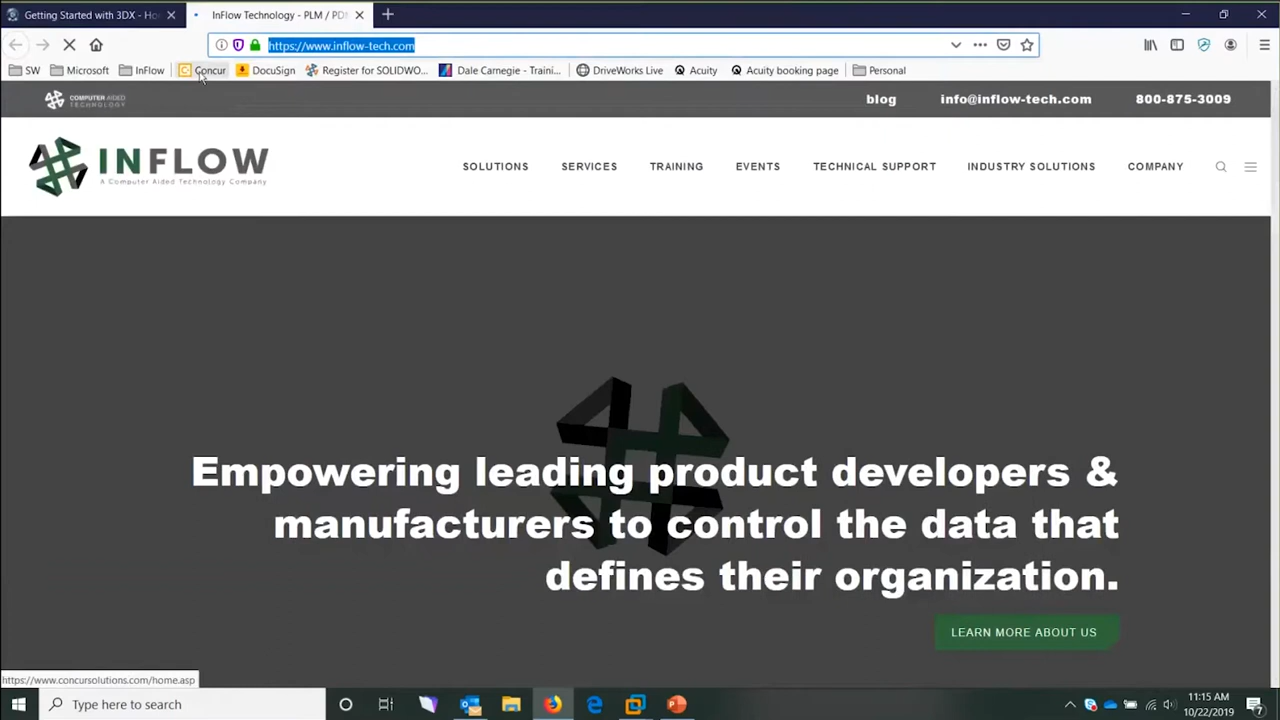 Getting Started with 3DX - Ho
InFlow Technology - PLM / PD
https://www.inflow-tech.com
SW
Microsoft
InFlow
Concur
DocuSign
Register for SOLIDWO...
Dale Carnegie - Traini...
DriveWorks Live
Acuity
Acuity booking page
Personal
COMPUTER AIDED
TECHNOLOGY
blog
info@inflow-tech.com
800-875-3009
INFLOW
A Computer Aided Technology Company
SOLUTIONS
SERVICES
TRAINING
EVENTS
TECHNICAL SUPPORT
INDUSTRY SOLUTIONS
COMPANY
Empowering leading product developers &
manufacturers to control the data that
defines their organization.
LEARN MORE ABOUT US
https://www.concursolutions.com/home.asp
Type here to search
11:15 AM
10/22/2019
7